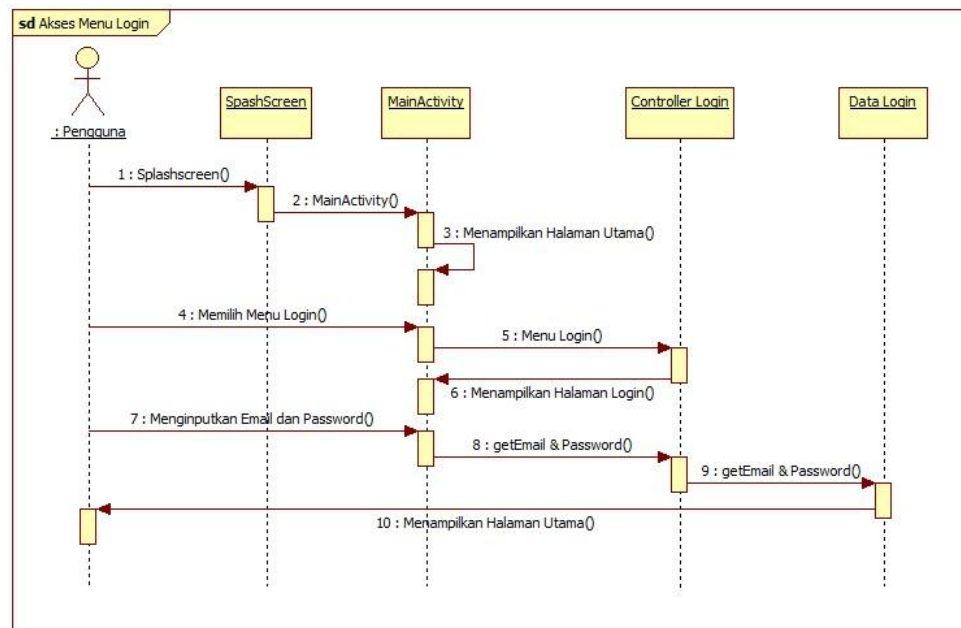 sd Akses Menu Login
: Pengguna
SpashScreen
MainActivity
Controller Login
Data Login
1 : Splashscreen()
2 : MainActivity()
3 : Menampilkan Halaman Utama()
4 : Memilih Menu Login()
5 : Menu Login()
6 : Menampilkan Halaman Login()
7 : Menginputkan Email dan Password()
8 : getEmail & Password()
9 : getEmail & Password()
10 : Menampilkan Halaman Utama()